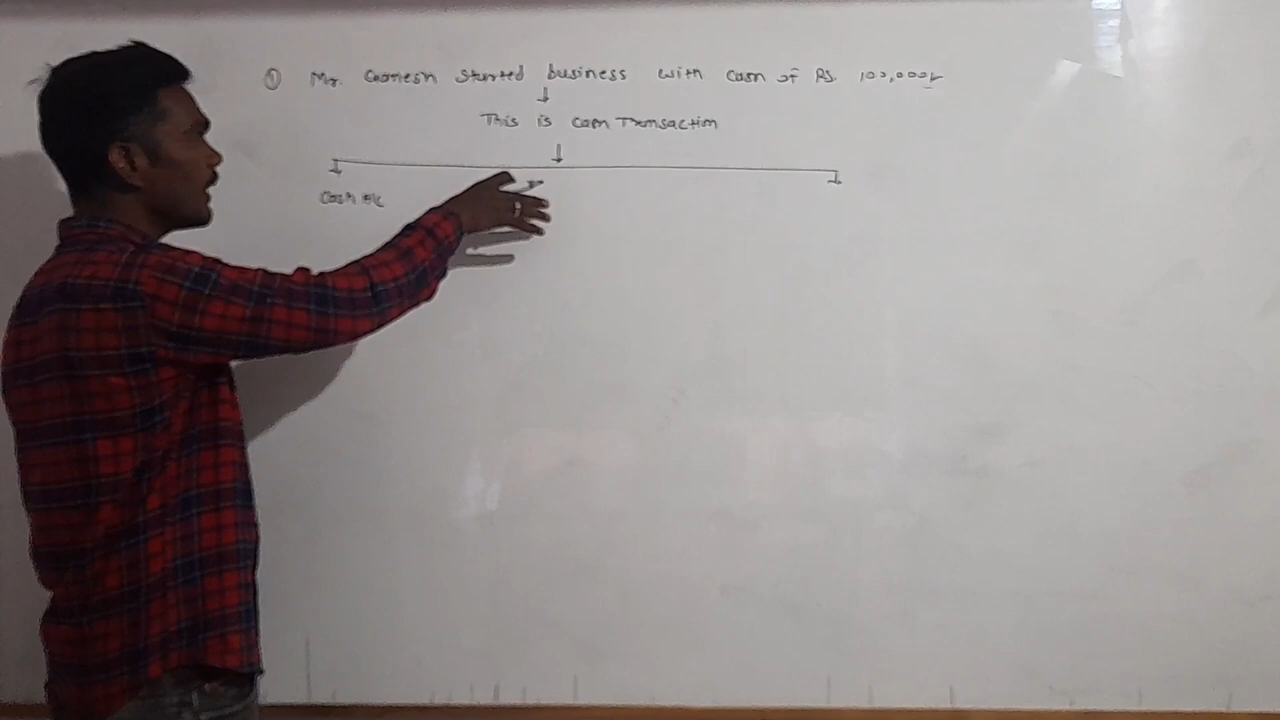 ① Mr. Ganesh Started business with Cash of Rs. 100,000/-
This is Cash Transaction
Cash A/c